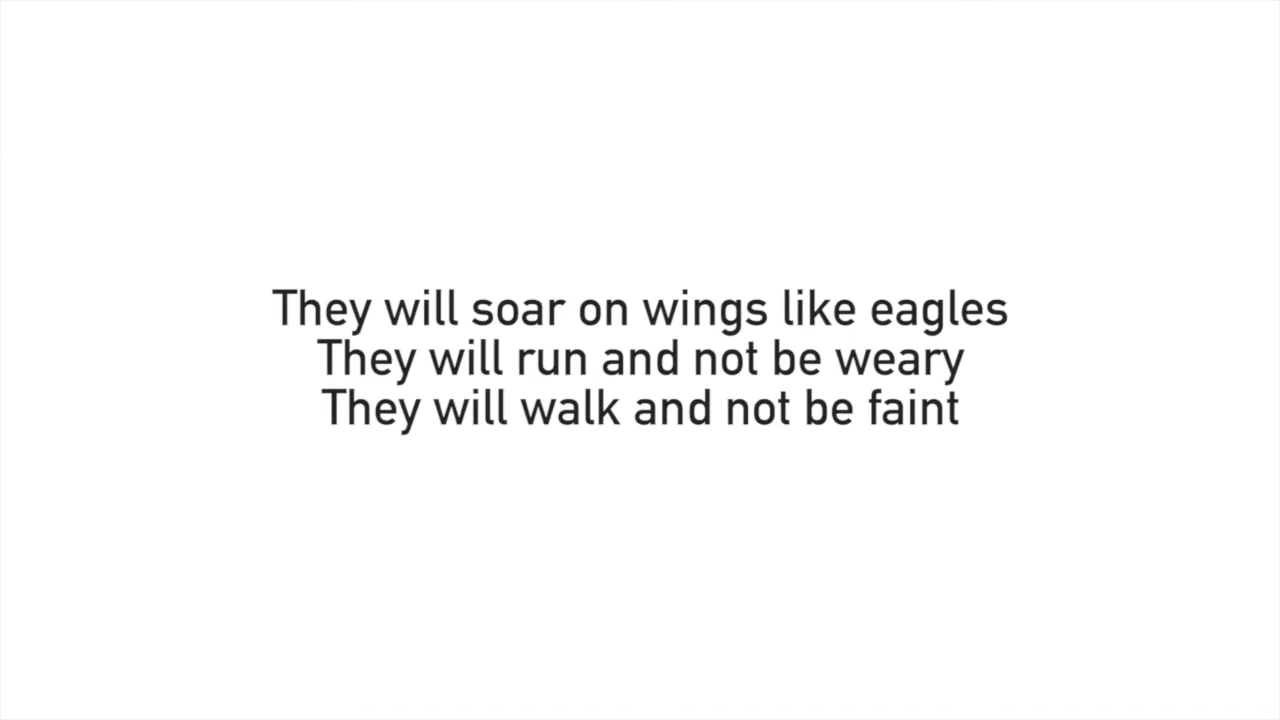 They will soar on wings like eagles
They will run and not be weary
They will walk and not be faint